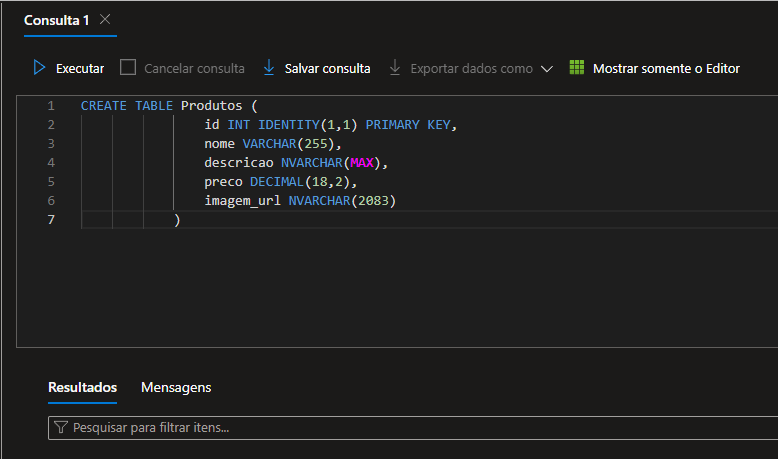 Consulta 1
Executar Cancelar consulta Salvar consulta Exportar dados como Mostrar somente o Editor
1 CREATE TABLE Produtos (
2 id INT IDENTITY(1,1) PRIMARY KEY,
3 nome VARCHAR(255),
4 descricao NVARCHAR(MAX),
5 preco DECIMAL(18,2),
6 imagem_url NVARCHAR(2083)
7 )
Resultados Mensagens
Pesquisar para filtrar itens...